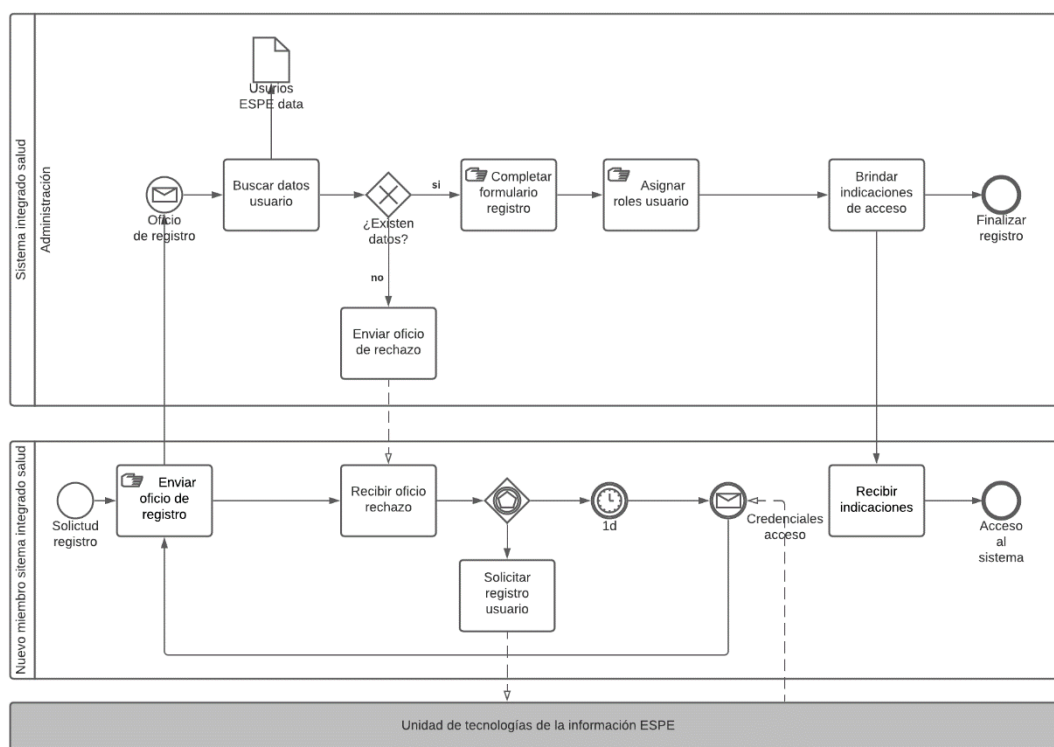 Sistema integrado salud
Administración
Usurios
ESPE data
Oficio
de registro
Buscar datos
usuario
¿Existen
datos?
si
no
Completar
formulario
registro
Asignar
roles usuario
Brindar
indicaciones
de acceso
Finalizar
registro
Enviar oficio
de rechazo
Nuevo miembro sitema integrado salud
Solictud
registro
Enviar
oficio de
registro
Recibir oficio
rechazo
1d
Credenciales
acceso
Recibir
indicaciones
Acceso
al
sistema
Solicitar
registro
usuario
Unidad de tecnologías de la información ESPE